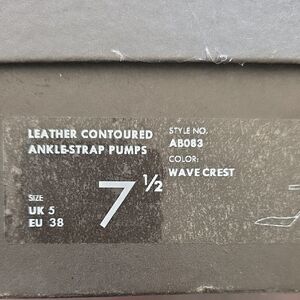 LEATHER CONTOURED
ANKLE-STRAP PUMPS
STYLE NO.
AB083
COLOR:
WAVE CREST
SIZE
UK 5
EU 38
7 1/2